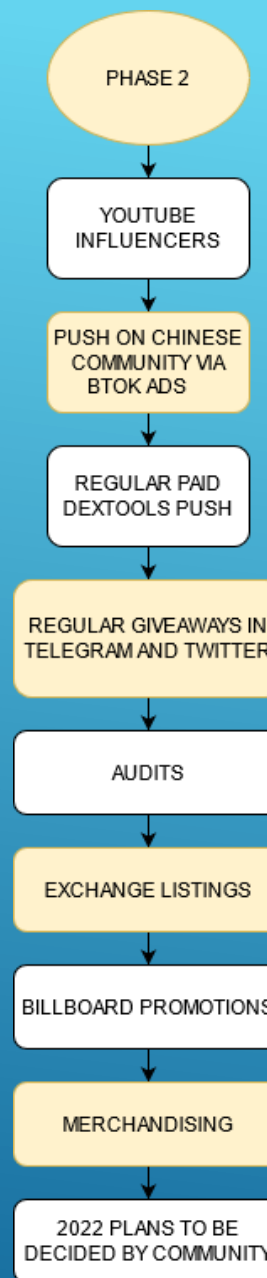 PHASE 2
YOUTUBE
INFLUENCERS
PUSH ON CHINESE
COMMUNITY VIA
BTOK ADS
REGULAR PAID
DEXTOOLS PUSH
REGULAR GIVEAWAYS IN
TELEGRAM AND TWITTER
AUDITS
EXCHANGE LISTINGS
BILLBOARD PROMOTIONS
MERCHANDISING
2022 PLANS TO BE
DECIDED BY COMMUNITY